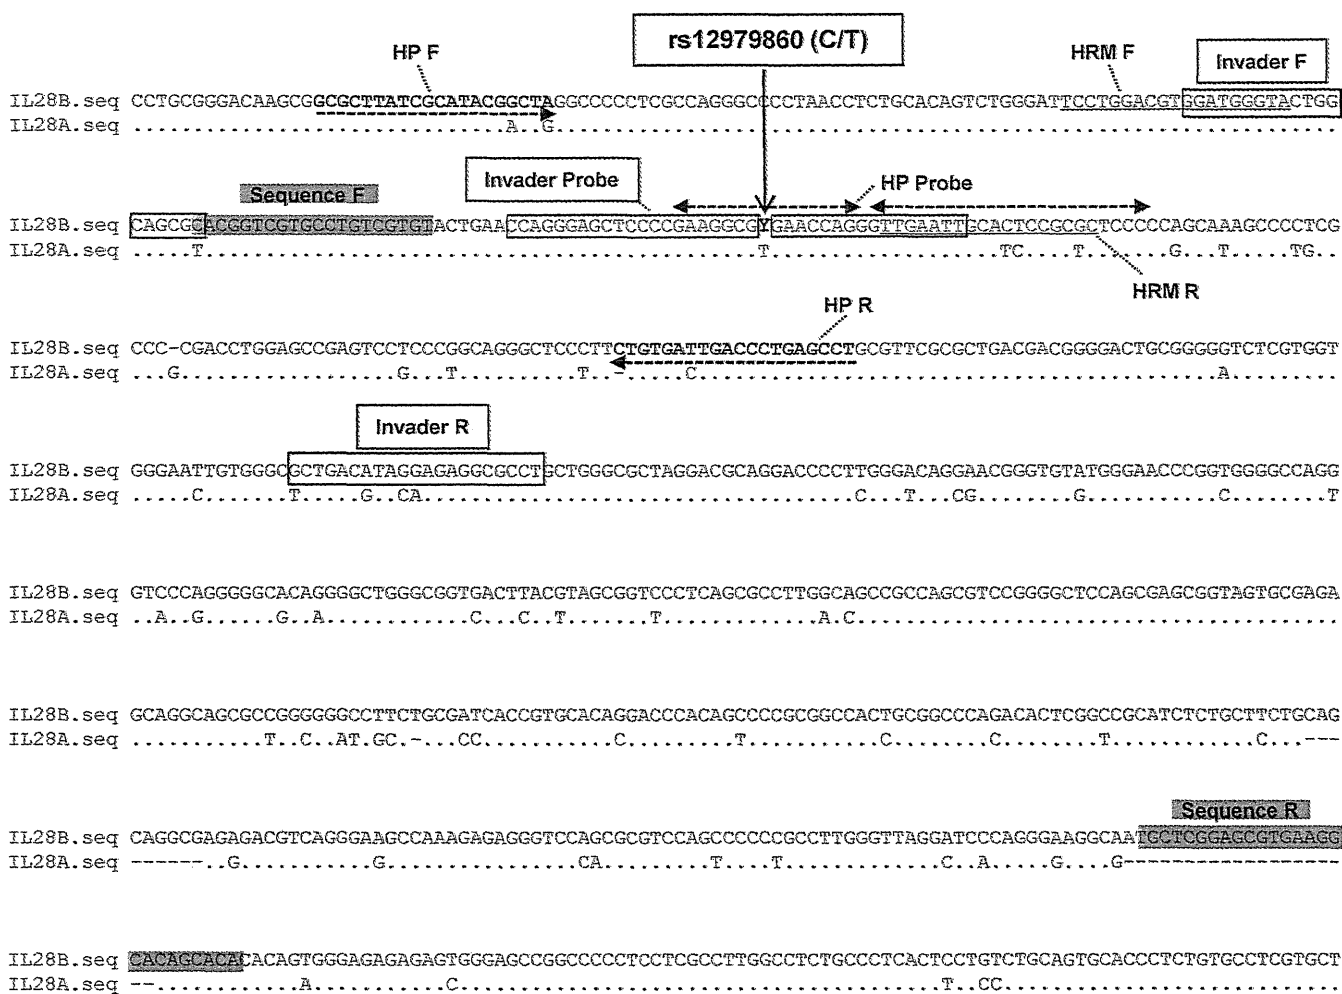 rs12979860 (C/T)
HP F
HRM F
Invader F
IL28B.seq CCTGCGGGACAAGCGGCGCTTATCGCATACGGCTAGGCCCCCTCGCCAGGGCCCCTAACCTCTGCACAGTCTGGGATTCCTGGACGTGGATGGGTACTGG
IL28A.seq ...............................A..G.................................................................
Invader Probe
HP Probe
Sequence F
IL28B.seq CAGCGCACGGTCGTGCCTGTCGTGTACTGAACCAGGGAGCTCCCCGAAGGCGYGAACCAGGGTTGAATTGCACTCCGCGCTCCCCCAGCAAAGCCCCTCG
IL28A.seq .....T..............................................T...................TC....T.......G...T.....TG..
HRM R
HP R
IL28B.seq CCC-CGACCTGGAGCCGAGTCCTCCCGGCAGGGCTCCCTTCTGTGATTGACCCTGAGCCTGCGTTCGCGCTGACGACGGGGACTGCGGGGGTCTCGTGGT
IL28A.seq ...G..................G...T..........T..-.....C...........................................A.........
Invader R
IL28B.seq GGGAATTGTGGGCGCTGACATAGGAGAGGCGCCTGCTGGGCGCTAGGACGCAGGACCCCTTGGGACAGGAACGGGTGTATGGGAACCCGGTGGGGCCAGG
IL28A.seq .....C.......T.....G..CA....................................C...T...CG........G...........C........T
IL28B.seq GTCCCAGGGGGCACAGGGGCTGGGCGGTGACTTACGTAGCGGTCCCTCAGCGCCTTGGCAGCCGCCAGCGTCCGGGGCTCCAGCGAGCGGTAGTGCGAGA
IL28A.seq ..A..G......G..A............C...C..T.......T.............A.C........................................
IL28B.seq GCAGGCAGCGCCGGGGGGCCTTCTGCGATCACCGTGCACAGGACCCACAGCCCCGCGGCCACTGCGGCCCAGACACTCGGCCGCATCTCTGCTTCTGCAG
IL28A.seq ...........T..C..AT.GC.-...CC...........C.........T...........C........C........T............C...---
Sequence R
IL28B.seq CAGGCGAGAGACGTCAGGGAAGCCAAAGAGAGGGTCCAGCGCGTCCAGCCCCCCGCCTTGGGTTAGGATCCCAGGGAAGGCAATGCTCGGAGCGTGAAGG
IL28A.seq ------..G...........G................CA.........T....T.............C..A.....G....G------------------
IL28B.seq CACAGCACACACAGTGGGAGAGAGAGTGGGAGCCGGCCCCCTCCTCGCCTTGGCCTCTGCCCTCACTCCTGTCTGCAGTGCACCCTCTGTGCCTCGTGCT
IL28A.seq --............A...........C........................................T..CC............................